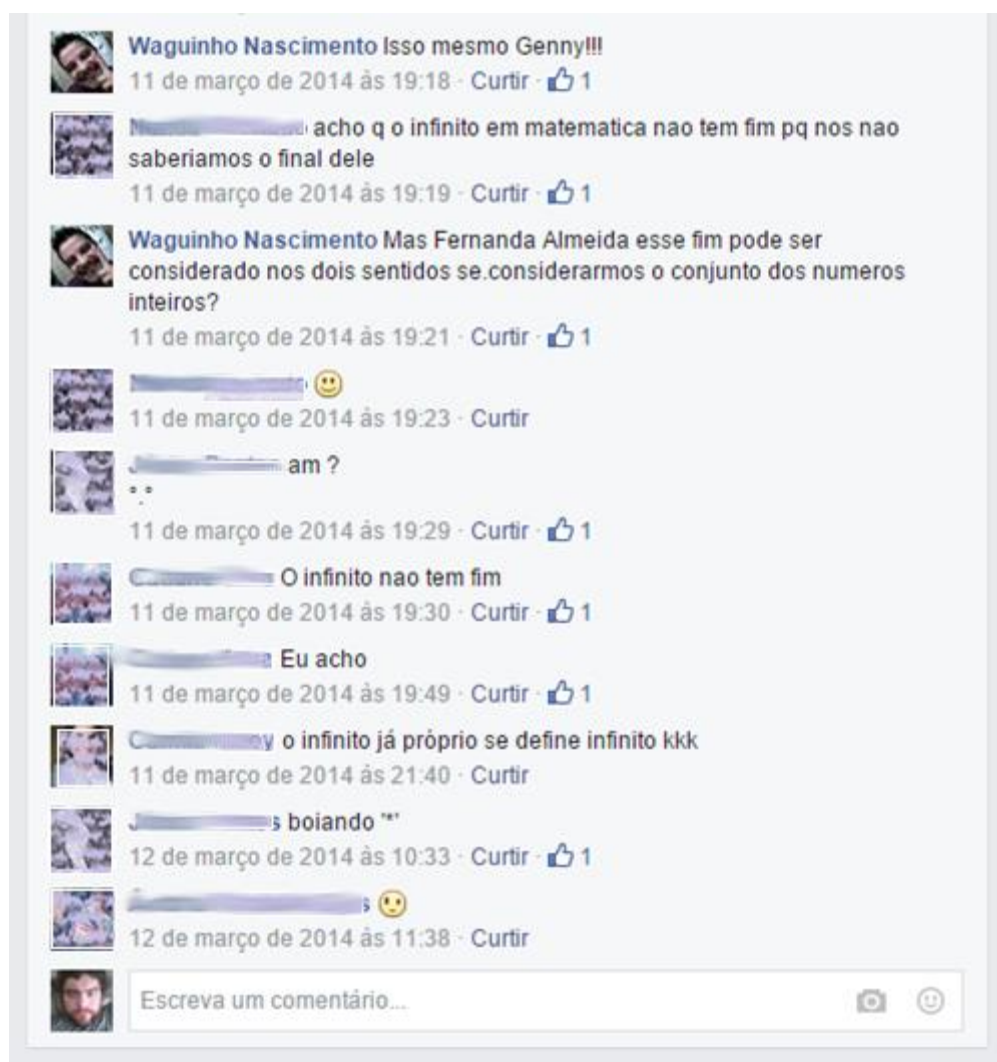 Waguinho Nascimento Isso mesmo Genny!!!
11 de março de 2014 às 19:18 · Curtir · 1
acho q o infinito em matematica nao tem fim pq nos nao
saberiamos o final dele
11 de março de 2014 às 19:19 · Curtir · 1
Waguinho Nascimento Mas Fernanda Almeida esse fim pode ser
considerado nos dois sentidos se.considerarmos o conjunto dos numeros
inteiros?
11 de março de 2014 às 19:21 · Curtir · 1
11 de março de 2014 às 19:23 · Curtir
am ?
°.°
11 de março de 2014 às 19:29 · Curtir · 1
O infinito nao tem fim
11 de março de 2014 às 19:30 · Curtir · 1
Eu acho
11 de março de 2014 às 19:49 · Curtir · 1
o infinito já pròprio se define infinito kkk
11 de março de 2014 às 21:40 · Curtir
boiando '*'
12 de março de 2014 às 10:33 · Curtir · 1
12 de março de 2014 às 11:38 · Curtir
Escreva um comentário...